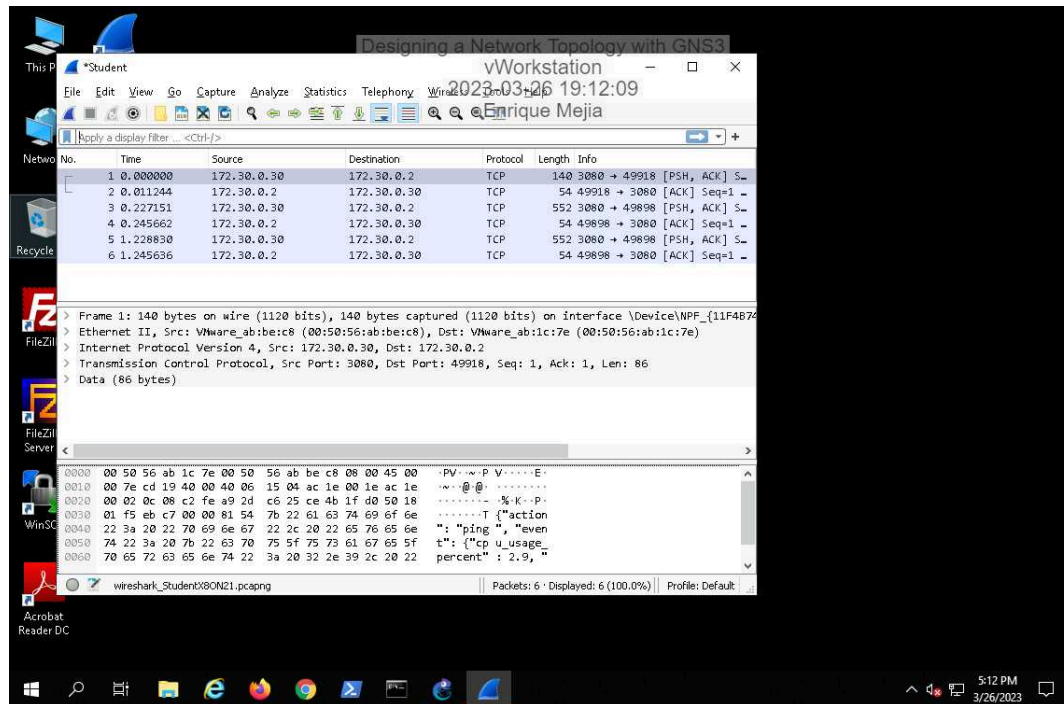 Designing a Network Topology with GNS3
vWorkstation
2023-03-26 19:12:09
Enrique Mejia
This P
*Student
File Edit View Go Capture Analyze Statistics Telephony Wireless Tools Help
Apply a display filter ... <Ctrl-/>
Netwo
No. Time Source Destination Protocol Length Info
1 0.000000 172.30.0.30 172.30.0.2 TCP 140 3080 → 49918 [PSH, ACK] S…
2 0.011244 172.30.0.2 172.30.0.30 TCP 54 49918 → 3080 [ACK] Seq=1 …
3 0.227151 172.30.0.30 172.30.0.2 TCP 552 3080 → 49898 [PSH, ACK] S…
4 0.245662 172.30.0.2 172.30.0.30 TCP 54 49898 → 3080 [ACK] Seq=1 …
5 1.228830 172.30.0.30 172.30.0.2 TCP 552 3080 → 49898 [PSH, ACK] S…
6 1.245636 172.30.0.2 172.30.0.30 TCP 54 49898 → 3080 [ACK] Seq=1 …
Recycle
Frame 1: 140 bytes on wire (1120 bits), 140 bytes captured (1120 bits) on interface \Device\NPF_{11F4B74
Ethernet II, Src: VMware_ab:be:c8 (00:50:56:ab:be:c8), Dst: VMware_ab:1c:7e (00:50:56:ab:1c:7e)
Internet Protocol Version 4, Src: 172.30.0.30, Dst: 172.30.0.2
Transmission Control Protocol, Src Port: 3080, Dst Port: 49918, Seq: 1, Ack: 1, Len: 86
Data (86 bytes)
FileZil
FileZil
Server
0000 00 50 56 ab 1c 7e 00 50 56 ab be c8 08 00 45 00 ·PV··~·P V·····E·
0010 00 7e cd 19 40 00 40 06 15 04 ac 1e 00 1e ac 1e ·~··@·@· ········
0020 00 02 0c 08 c2 fe a9 2d c6 25 ce 4b 1f d0 50 18 ·······- ·%·K··P·
0030 01 f5 eb c7 00 00 81 54 7b 22 61 63 74 69 6f 6e ·······T {"action
0040 22 3a 20 22 70 69 6e 67 22 2c 20 22 65 76 65 6e ": "ping ", "even
0050 74 22 3a 20 7b 22 63 70 75 5f 75 73 61 67 65 5f t": {"cp u_usage_
0060 70 65 72 63 65 6e 74 22 3a 20 32 2e 39 2c 20 22 percent" : 2.9, "
WinSC
wireshark_StudentX8ON21.pcapng
Packets: 6 · Displayed: 6 (100.0%)
Profile: Default
Acrobat
Reader DC
5:12 PM
3/26/2023